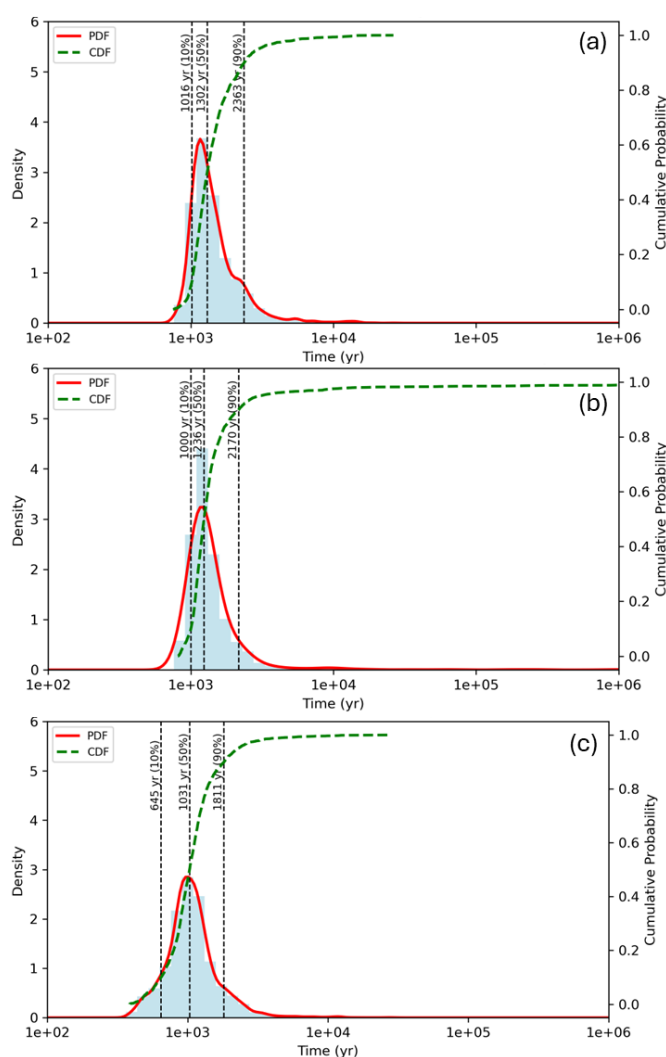 (a)
PDF
CDF
1016 yr (10%)
1302 yr (50%)
2363 yr (90%)
6
5
4
3
2
1
0
Density
1.0
0.8
0.6
0.4
0.2
0.0
Cumulative Probability
1e+02
1e+03
1e+04
1e+05
1e+06
Time (yr)
(b)
PDF
CDF
1000 yr (10%)
1236 yr (50%)
2170 yr (90%)
6
5
4
3
2
1
0
Density
1.0
0.8
0.6
0.4
0.2
0.0
Cumulative Probability
1e+02
1e+03
1e+04
1e+05
1e+06
Time (yr)
(c)
PDF
CDF
645 yr (10%)
1031 yr (50%)
1811 yr (90%)
6
5
4
3
2
1
0
Density
1.0
0.8
0.6
0.4
0.2
0.0
Cumulative Probability
1e+02
1e+03
1e+04
1e+05
1e+06
Time (yr)